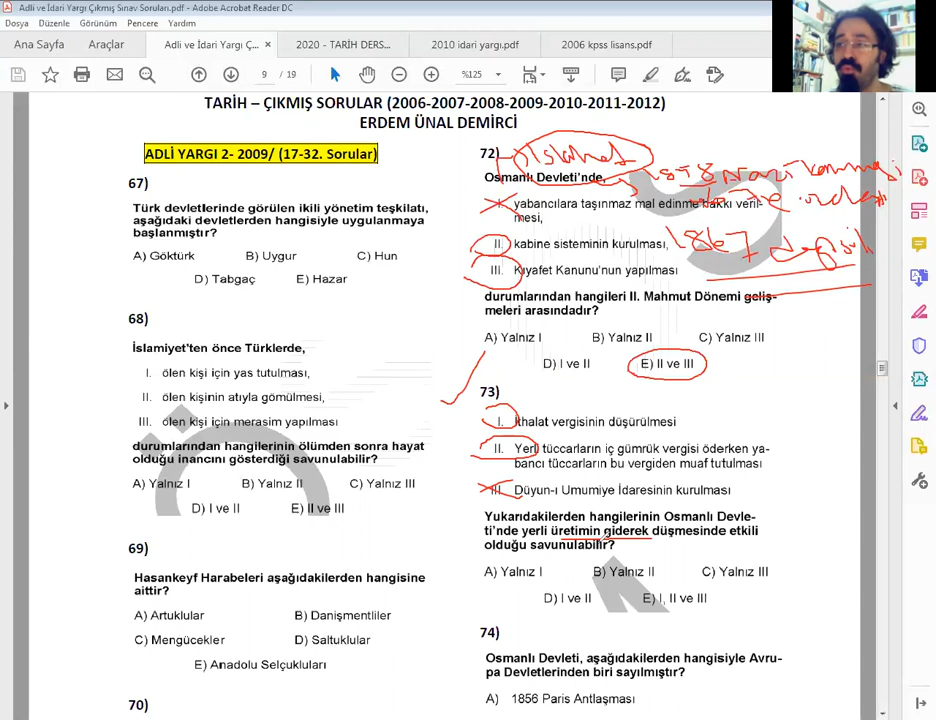 Adli ve İdari Yargı Çıkmış Sınav Soruları.pdf - Adobe Acrobat Reader DC
Dosya Düzenle Görünüm Pencere Yardım
Ana Sayfa Araçlar Adli ve İdari Yargı Ç... × 2020 - TARİH DERS... 2010 idari yargı.pdf 2006 kpss lisans.pdf
9 / 19 %125
TARİH – ÇIKMIŞ SORULAR (2006-2007-2008-2009-2010-2011-2012)
ERDEM ÜNAL DEMİRCİ
ADLİ YARGI 2- 2009/ (17-32. Sorular)
67)
Türk devletlerinde görülen ikili yönetim teşkilatı,
aşağıdaki devletlerden hangisiyle uygulanmaya
başlanmıştır?
A) Göktürk B) Uygur C) Hun
D) Tabgaç E) Hazar
68)
İslamiyet'ten önce Türklerde,
I. ölen kişi için yas tutulması,
II. ölen kişinin atıyla gömülmesi,
III. ölen kişi için merasim yapılması
durumlarından hangilerinin ölümden sonra hayat
olduğu inancını gösterdiği savunulabilir?
A) Yalnız I B) Yalnız II C) Yalnız III
D) I ve II E) II ve III
69)
Hasankeyf Harabeleri aşağıdakilerden hangisine
aittir?
A) Artuklular B) Danişmentliler
C) Mengücekler D) Saltuklular
E) Anadolu Selçukluları
70)
72)
Osmanlı Devleti'nde,
I. yabancılara taşınmaz mal edinme hakkı veril-
mesi,
II. kabine sisteminin kurulması,
III. Kıyafet Kanunu'nun yapılması
durumlarından hangileri II. Mahmut Dönemi geliş-
meleri arasındadır?
A) Yalnız I B) Yalnız II C) Yalnız III
D) I ve II E) II ve III
1867
73)
I. İthalat vergisinin düşürülmesi
II. Yerli tüccarların iç gümrük vergisi öderken ya-
bancı tüccarların bu vergiden muaf tutulması
III. Düyun-ı Umumiye İdaresinin kurulması
Yukarıdakilerden hangilerinin Osmanlı Devle-
ti'nde yerli üretimin giderek düşmesinde etkili
olduğu savunulabilir?
A) Yalnız I B) Yalnız II C) Yalnız III
D) I ve II E) I, II ve III
74)
Osmanlı Devleti, aşağıdakilerden hangisiyle Avru-
pa Devletlerinden biri sayılmıştır?
A) 1856 Paris Antlaşması